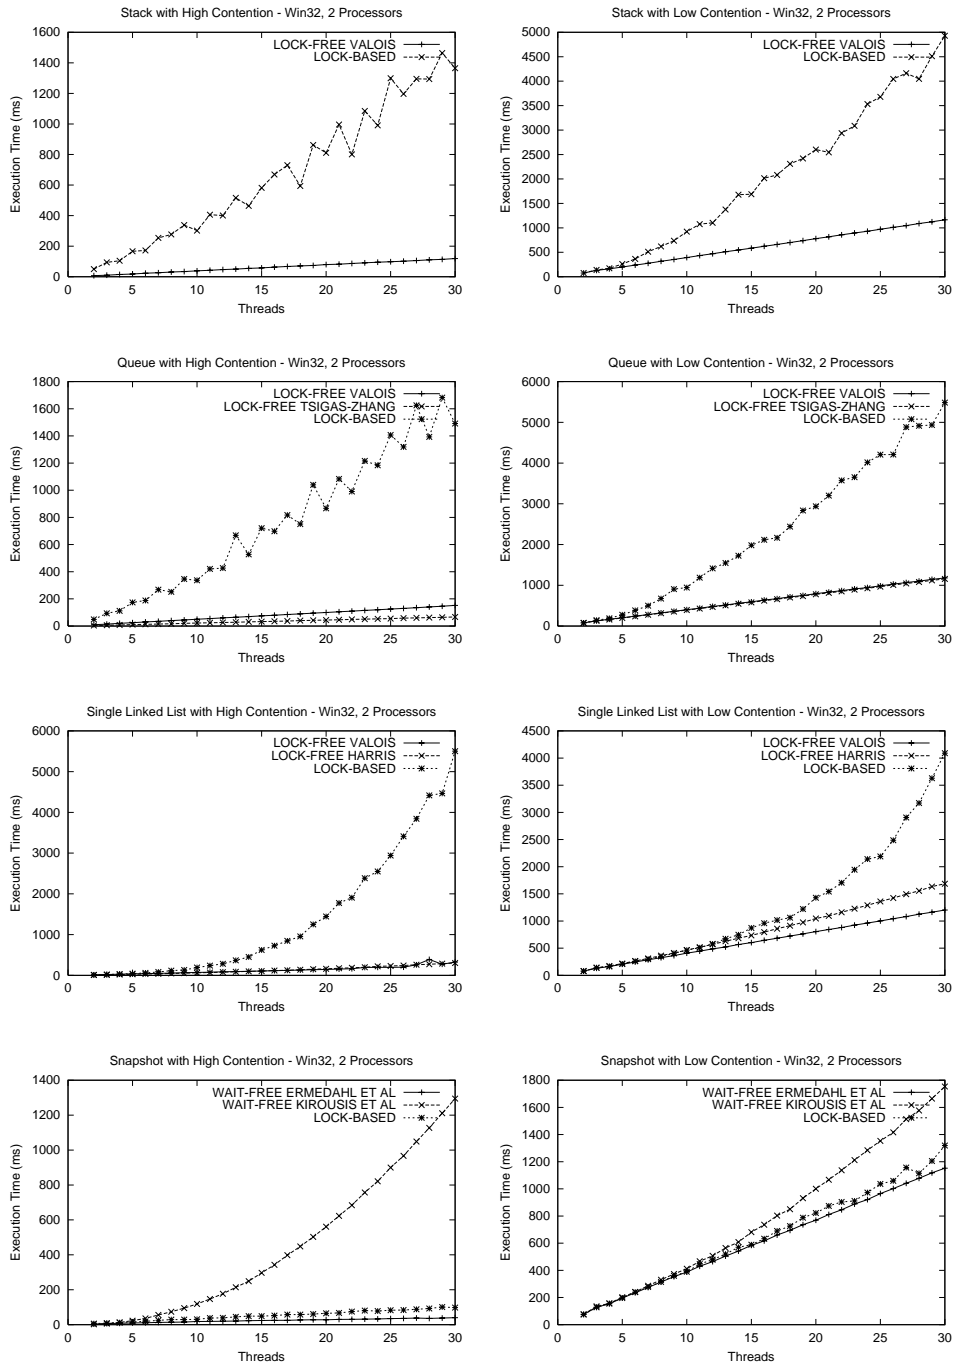 Stack with High Contention - Win32, 2 Processors
1600
1400
1200
1000
800
600
400
200
0
LOCK-FREE VALOIS
LOCK-BASED
Execution Time (ms)
0 5 10 15 20 25 30
Threads
Stack with Low Contention - Win32, 2 Processors
5000
4500
4000
3500
3000
2500
2000
1500
1000
500
0
LOCK-FREE VALOIS
LOCK-BASED
Execution Time (ms)
0 5 10 15 20 25 30
Threads
Queue with High Contention - Win32, 2 Processors
1800
1600
1400
1200
1000
800
600
400
200
0
LOCK-FREE VALOIS
LOCK-FREE TSIGAS-ZHANG
LOCK-BASED
Execution Time (ms)
0 5 10 15 20 25 30
Threads
Queue with Low Contention - Win32, 2 Processors
6000
5000
4000
3000
2000
1000
0
LOCK-FREE VALOIS
LOCK-FREE TSIGAS-ZHANG
LOCK-BASED
Execution Time (ms)
0 5 10 15 20 25 30
Threads
Single Linked List with High Contention - Win32, 2 Processors
6000
5000
4000
3000
2000
1000
0
LOCK-FREE VALOIS
LOCK-FREE HARRIS
LOCK-BASED
Execution Time (ms)
0 5 10 15 20 25 30
Threads
Single Linked List with Low Contention - Win32, 2 Processors
4500
4000
3500
3000
2500
2000
1500
1000
500
0
LOCK-FREE VALOIS
LOCK-FREE HARRIS
LOCK-BASED
Execution Time (ms)
0 5 10 15 20 25 30
Threads
Snapshot with High Contention - Win32, 2 Processors
1400
1200
1000
800
600
400
200
0
WAIT-FREE ERMEDAHL ET AL
WAIT-FREE KIROUSIS ET AL
LOCK-BASED
Execution Time (ms)
0 5 10 15 20 25 30
Threads
Snapshot with Low Contention - Win32, 2 Processors
1800
1600
1400
1200
1000
800
600
400
200
0
WAIT-FREE ERMEDAHL ET AL
WAIT-FREE KIROUSIS ET AL
LOCK-BASED
Execution Time (ms)
0 5 10 15 20 25 30
Threads